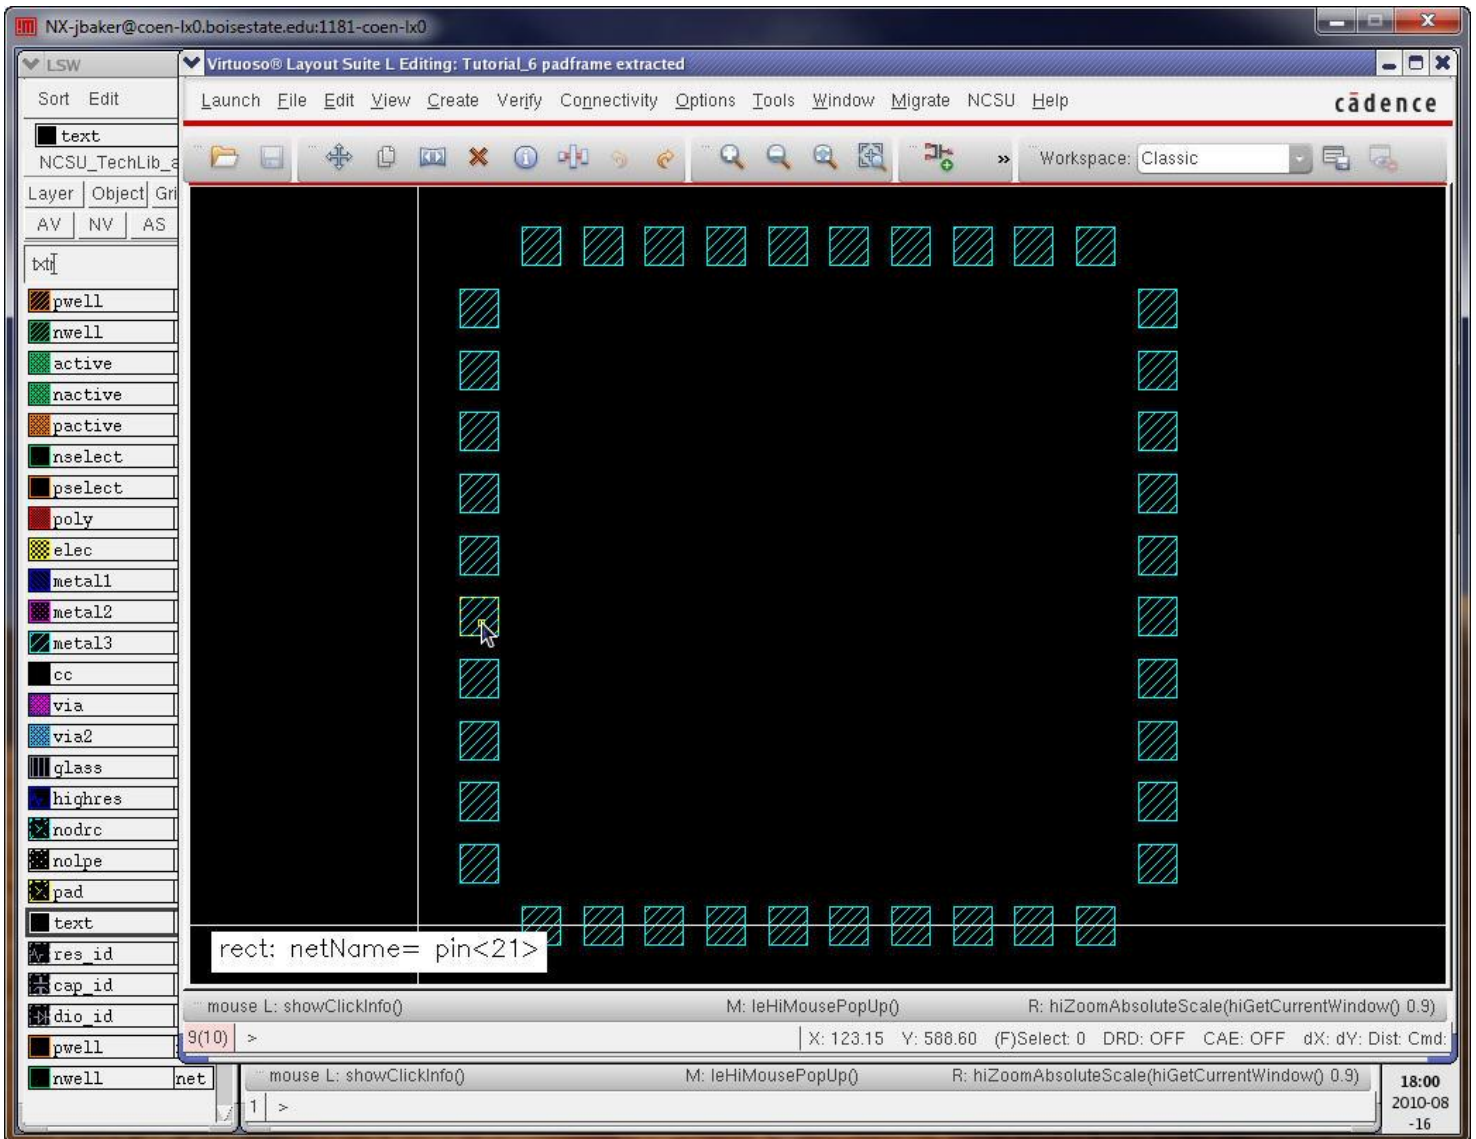 NX-jbaker@coen-lx0.boisestate.edu:1181-coen-lx0
LSW
Sort Edit
text
NCSU_TechLib_a
Layer Object Gri
AV NV AS
pwell
nwell
active
nactive
pactive
nselect
pselect
poly
elec
metal1
metal2
metal3
cc
via
via2
glass
highres
nodrc
nolpe
pad
text
res_id
cap_id
dio_id
pwell
nwell net
Virtuoso® Layout Suite L Editing: Tutorial_6 padframe extracted
Launch File Edit View Create Verify Connectivity Options Tools Window Migrate NCSU Help
cādence
» Workspace: Classic
rect: netName= pin<21>
mouse L: showClickInfo() M: leHiMousePopUp() R: hiZoomAbsoluteScale(hiGetCurrentWindow() 0.9)
9(10) > X: 123.15 Y: 588.60 (F)Select: 0 DRD: OFF CAE: OFF dX: dY: Dist: Cmd:
mouse L: showClickInfo() M: leHiMousePopUp() R: hiZoomAbsoluteScale(hiGetCurrentWindow() 0.9)
1 >
18:00
2010-08
-16